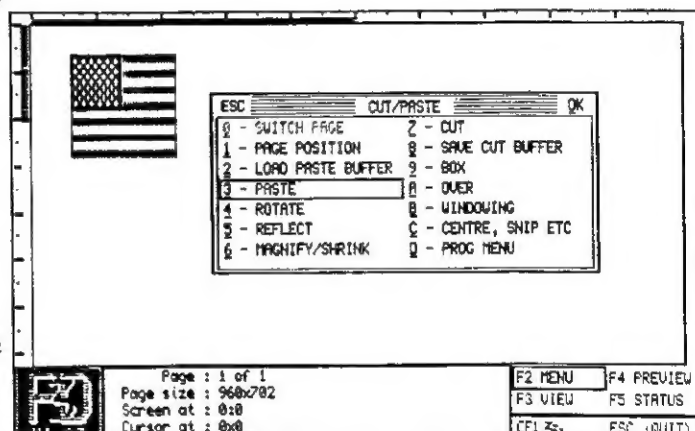 ESC CUT/PASTE OK
0 - SWITCH PAGE
1 - PAGE POSITION
2 - LOAD PASTE BUFFER
3 - PASTE
4 - ROTATE
5 - REFLECT
6 - MAGNIFY/SHRINK
7 - CUT
8 - SAVE CUT BUFFER
9 - BOX
A - OVER
B - WINDOWING
C - CENTRE, SNIP ETC
D - PROG MENU
Page : 1 of 1
Page size : 960x702
Screen at : 0:0
Cursor at : 0x0
F2 MENU F4 PREVIEW
F3 VIEW F5 STATUS
ESC (QUIT)